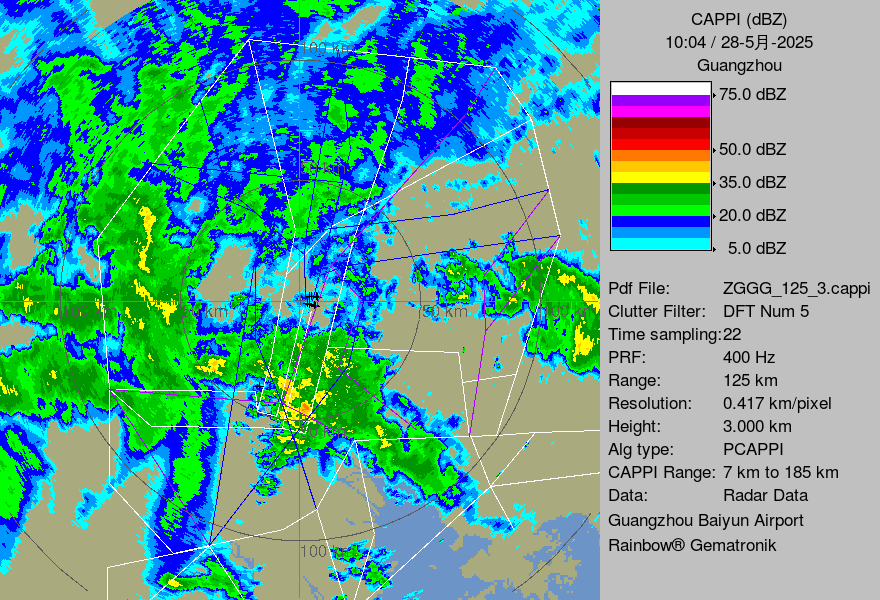 CAPPI (dBZ)
10:04 / 28-5月-2025
Guangzhou
75.0 dBZ
50.0 dBZ
35.0 dBZ
20.0 dBZ
5.0 dBZ
Pdf File: ZGGG_125_3.cappi
Clutter Filter: DFT Num 5
Time sampling:22
PRF: 400 Hz
Range: 125 km
Resolution: 0.417 km/pixel
Height: 3.000 km
Alg type: PCAPPI
CAPPI Range: 7 km to 185 km
Data: Radar Data
Guangzhou Baiyun Airport
Rainbow® Gematronik
100 km
50 km
100 km